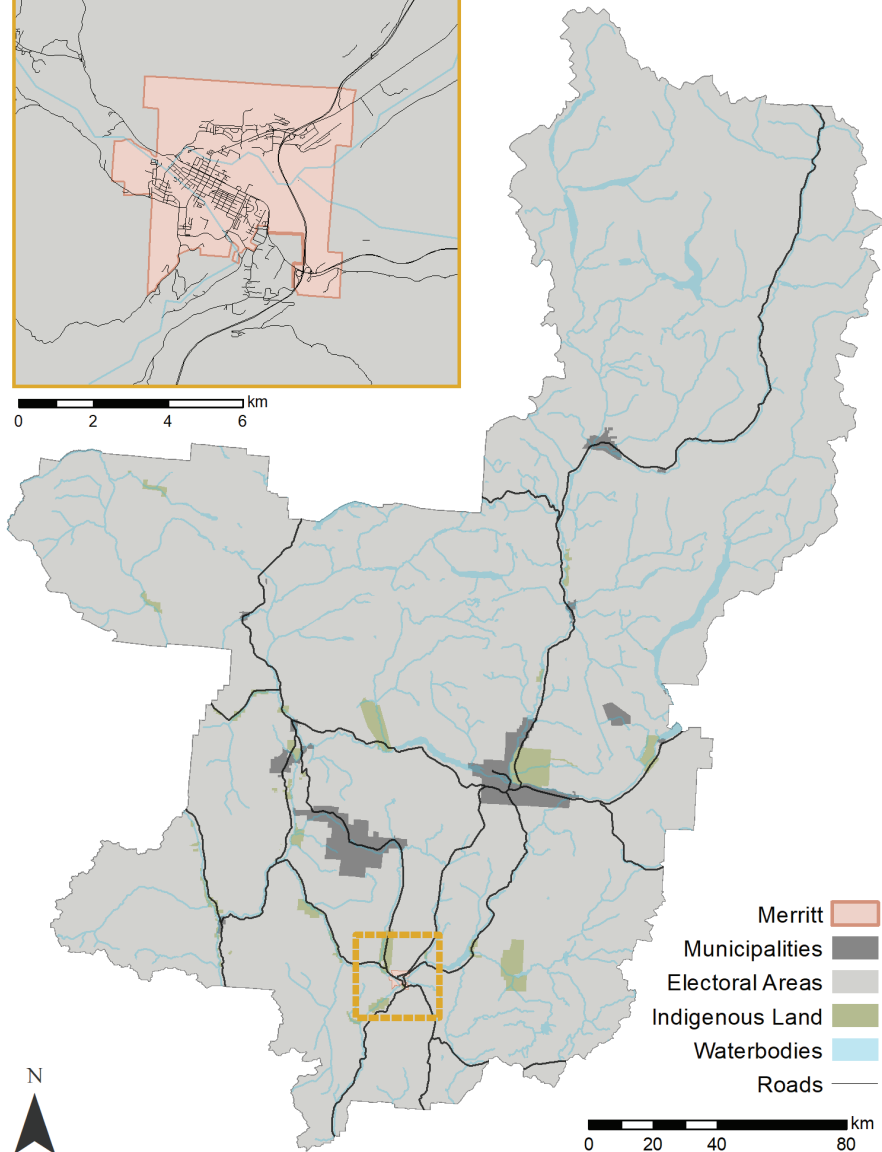 km
0 2 4 6
Merritt
Municipalities
Electoral Areas
Indigenous Land
Waterbodies
Roads
N
km
0 20 40 80